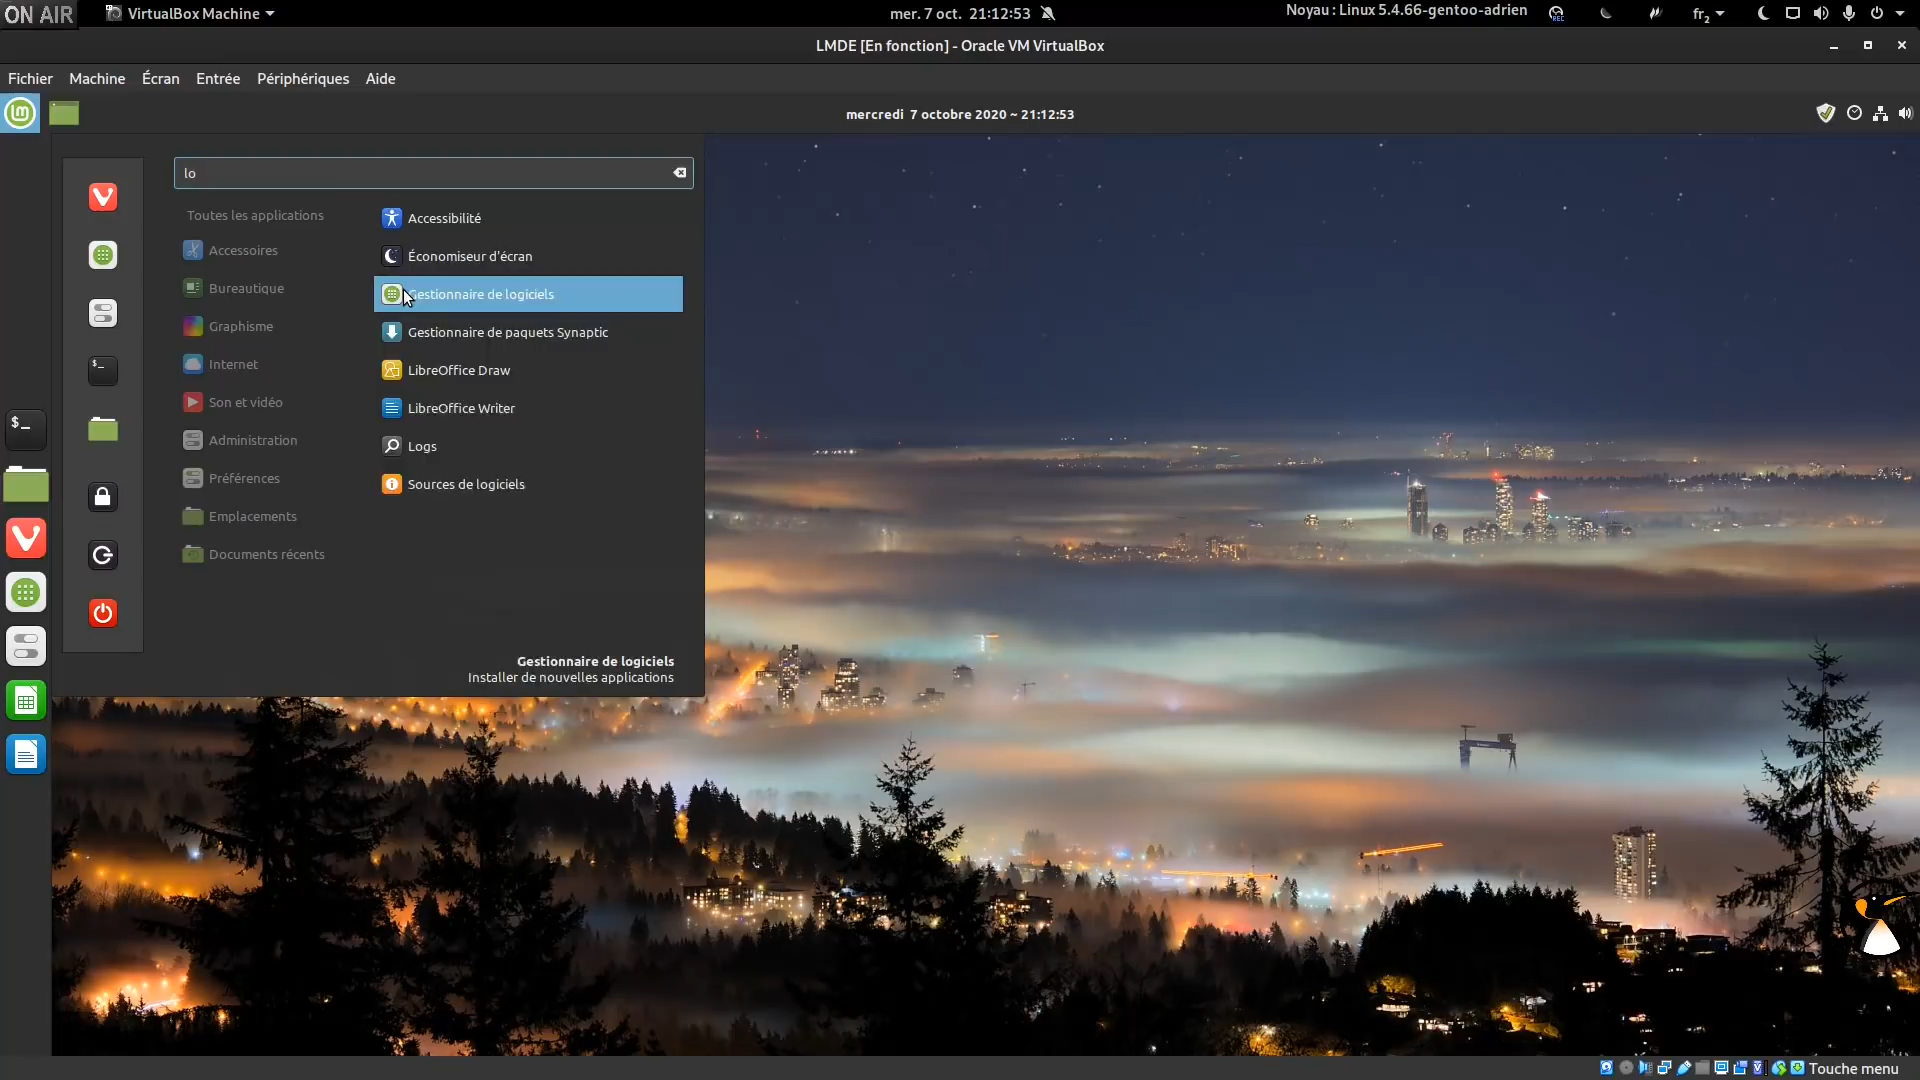 ON AIR
VirtualBox Machine
mer. 7 oct. 21:12:53
Noyau : Linux 5.4.66-gentoo-adrien
REC
fr₂
LMDE [En fonction] - Oracle VM VirtualBox
Fichier Machine Écran Entrée Périphériques Aide
mercredi 7 octobre 2020 ~ 21:12:53
lo
Toutes les applications
Accessoires
Bureautique
Graphisme
Internet
Son et vidéo
Administration
Préférences
Emplacements
Documents récents
Accessibilité
Économiseur d'écran
Gestionnaire de logiciels
Gestionnaire de paquets Synaptic
LibreOffice Draw
LibreOffice Writer
Logs
Sources de logiciels
Gestionnaire de logiciels
Installer de nouvelles applications
Touche menu